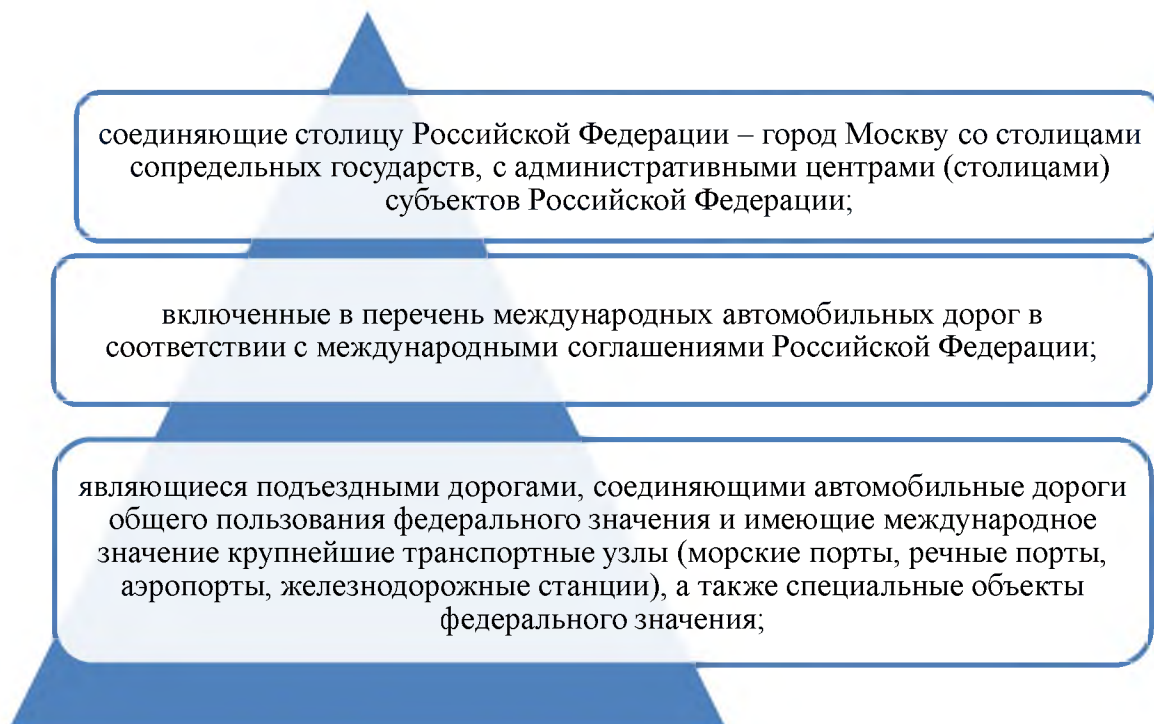 соединяющие столицу Российской Федерации – город Москву со столицами
сопредельных государств, с административными центрами (столицами)
субъектов Российской Федерации;
включенные в перечень международных автомобильных дорог в
соответствии с международными соглашениями Российской Федерации;
являющиеся подъездными дорогами, соединяющими автомобильные дороги
общего пользования федерального значения и имеющие международное
значение крупнейшие транспортные узлы (морские порты, речные порты,
аэропорты, железнодорожные станции), а также специальные объекты
федерального значения;